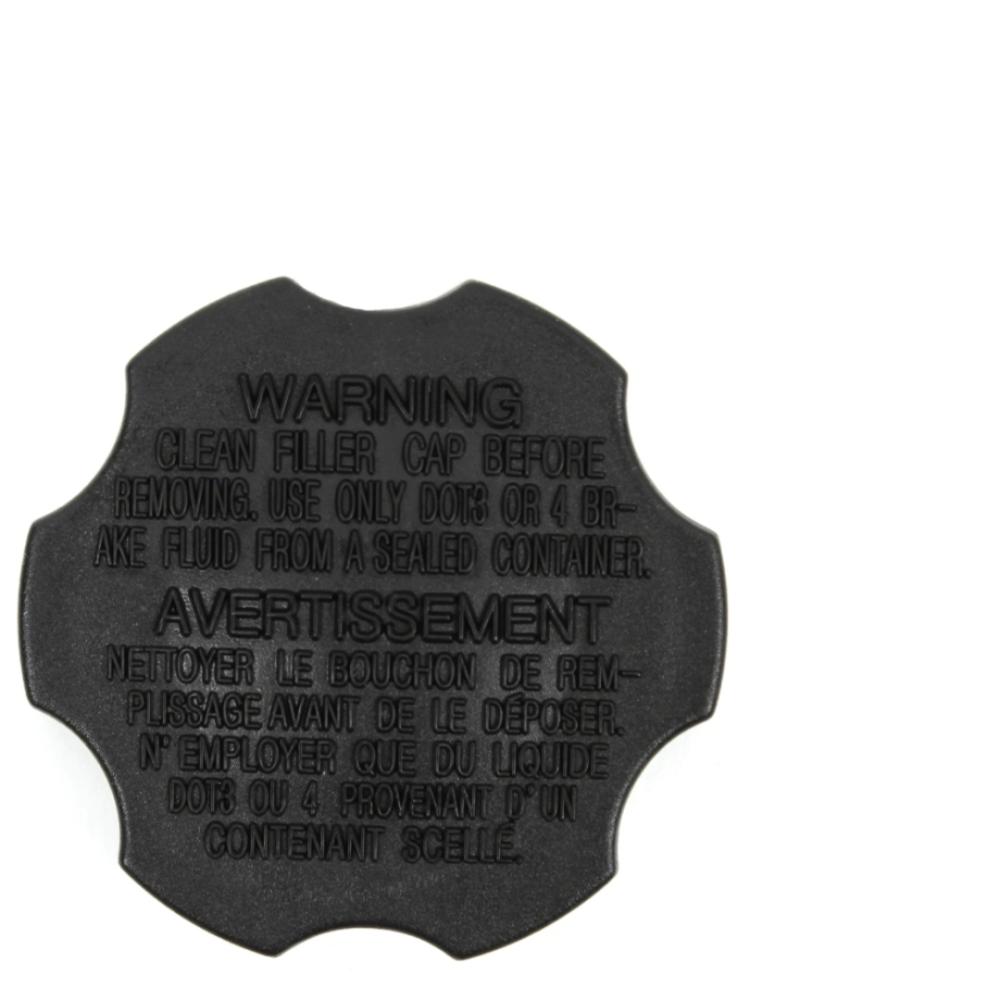 WARNING
CLEAN FILLER CAP BEFORE
REMOVING. USE ONLY DOT3 OR 4 BR-
AKE FLUID FROM A SEALED CONTAINER.
AVERTISSEMENT
NETTOYER LE BOUCHON DE REM-
PLISSAGE AVANT DE LE DÉPOSER.
N'EMPLOYER QUE DU LIQUIDE
DOT3 OU 4 PROVENANT D'UN
CONTENANT SCELLÉ.